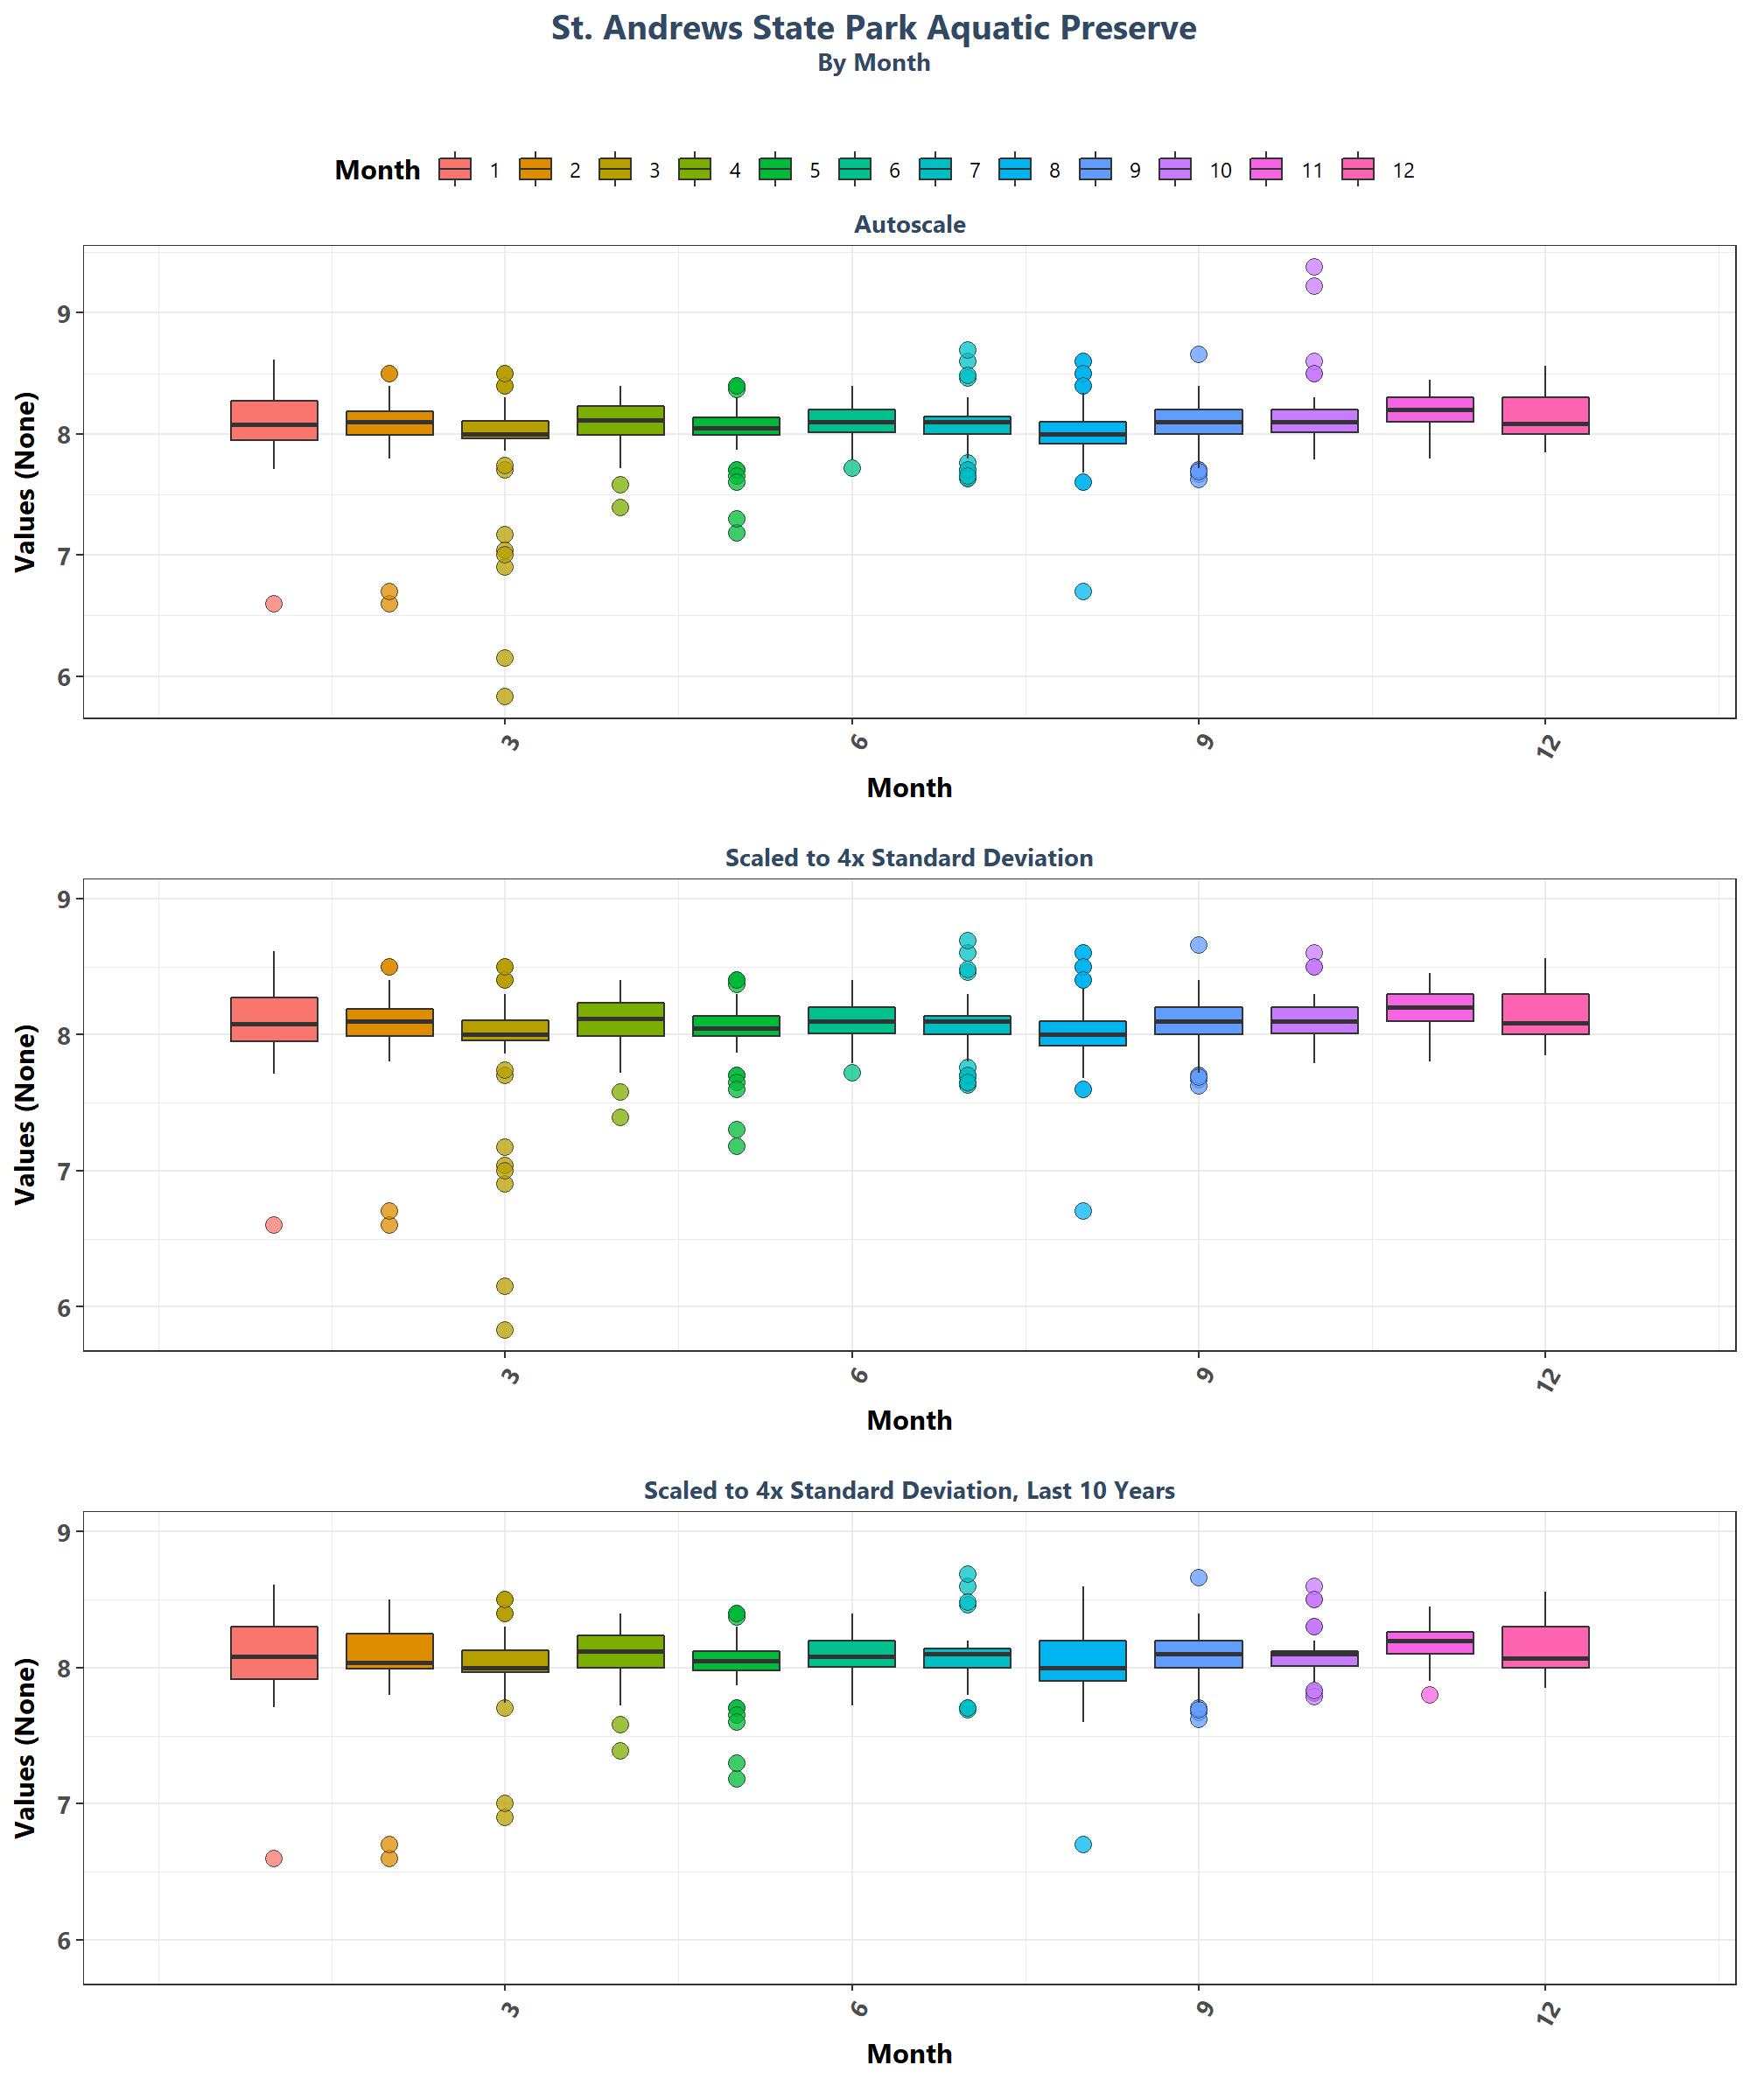 St. Andrews State Park Aquatic Preserve
By Month
Month 1 2 3 4 5 6 7 8 9 10 11 12
Autoscale
Values (None)
9
8
7
6
3 6 9 12
Month
Scaled to 4x Standard Deviation
Values (None)
9
8
7
6
3 6 9 12
Month
Scaled to 4x Standard Deviation, Last 10 Years
Values (None)
9
8
7
6
3 6 9 12
Month